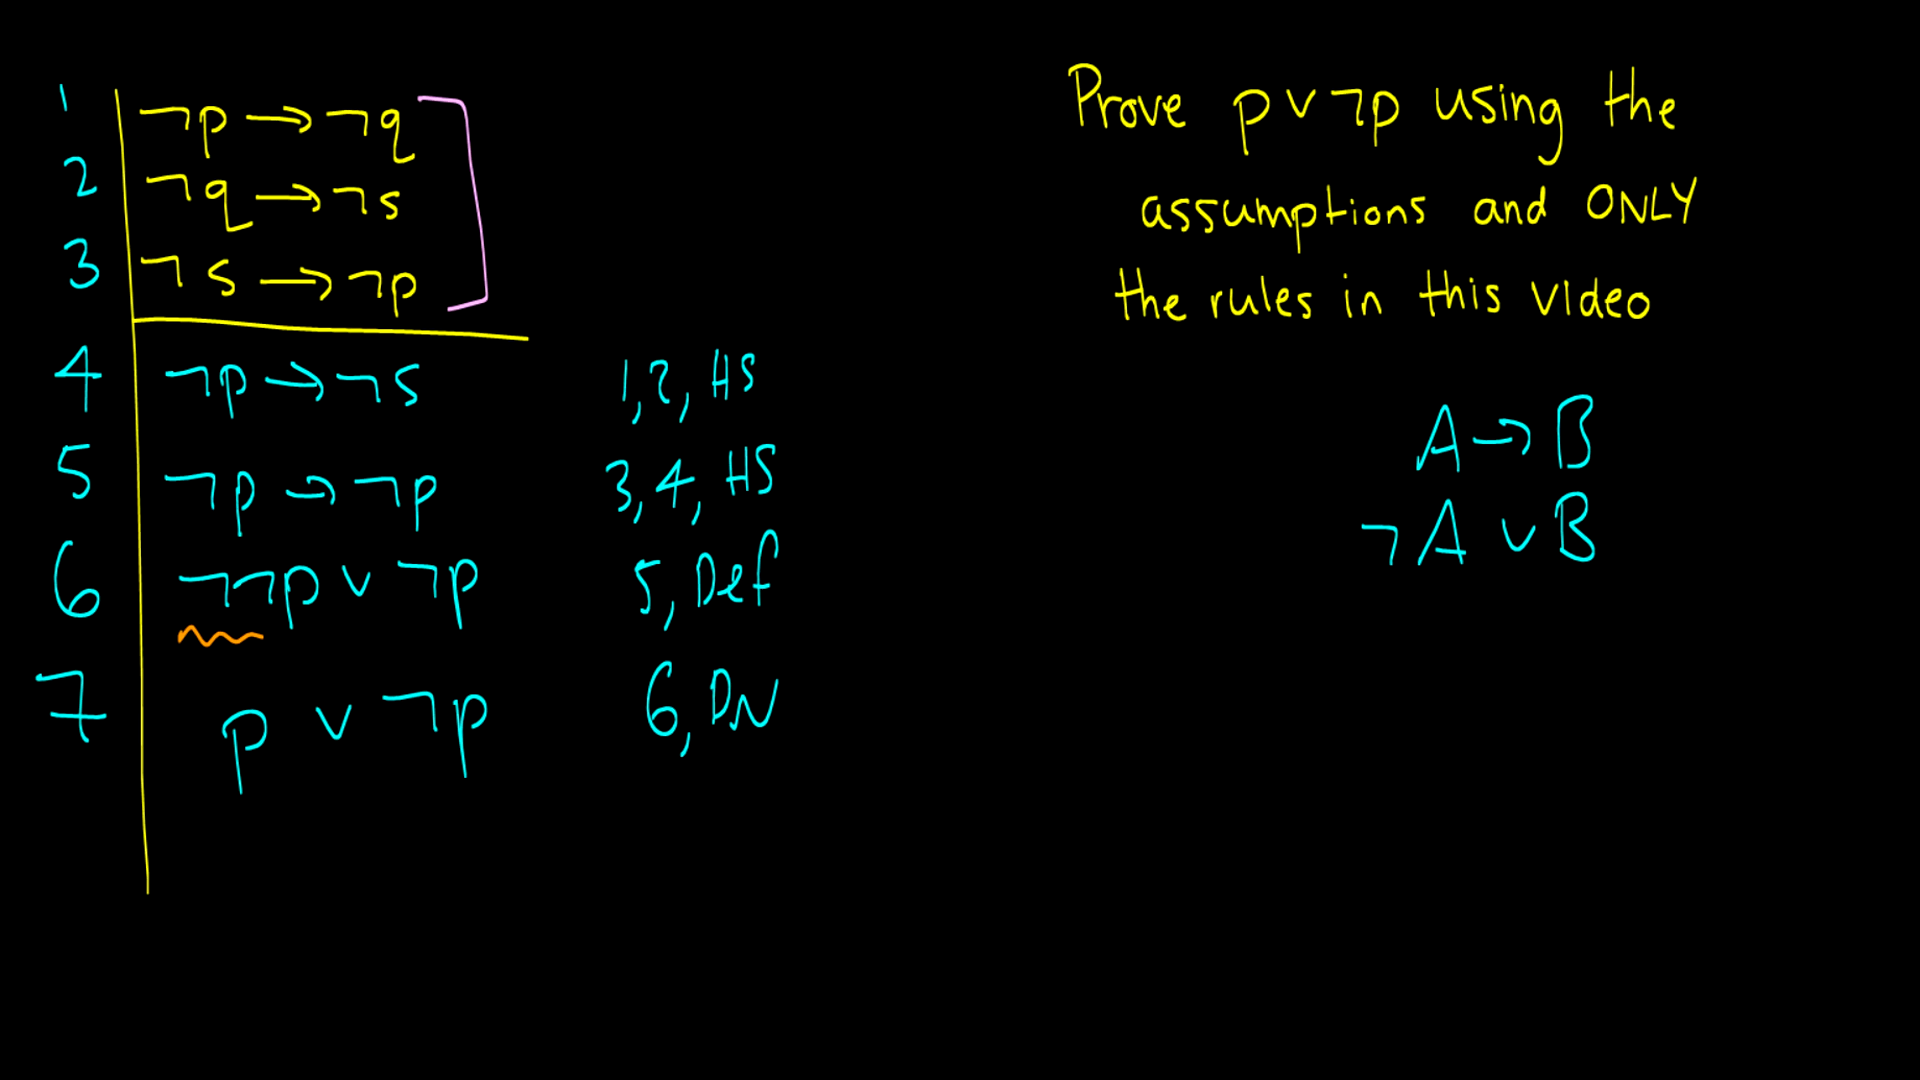 1 ¬p → ¬q
2 ¬q → ¬s
3 ¬s → ¬p
4 ¬p → ¬s 1,2, HS
5 ¬p → ¬p 3,4, HS
6 ¬¬p ∨ ¬p 5, Def
7 p ∨ ¬p 6, DN
Prove p ∨ ¬p using the
assumptions and ONLY
the rules in this video
A → B
¬A ∨ B